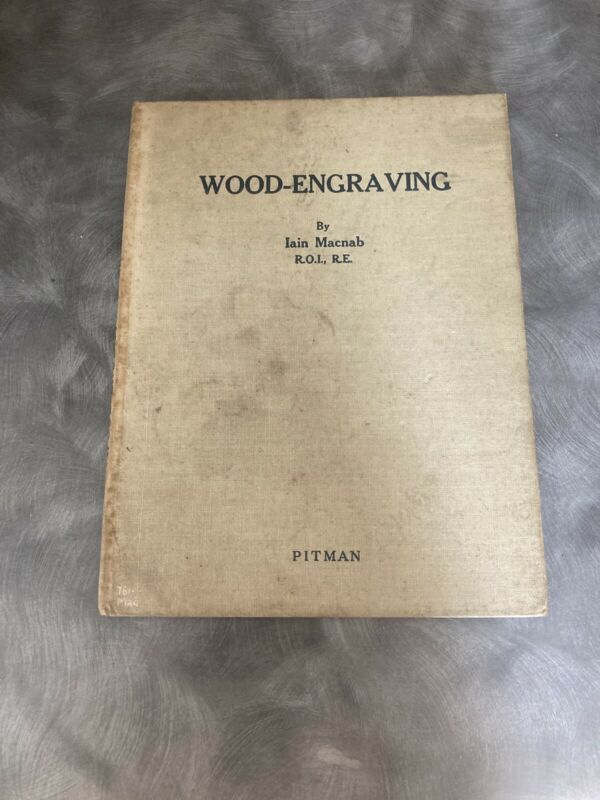 WOOD-ENGRAVING
By
Iain Macnab
R.O.I., R.E.
PITMAN